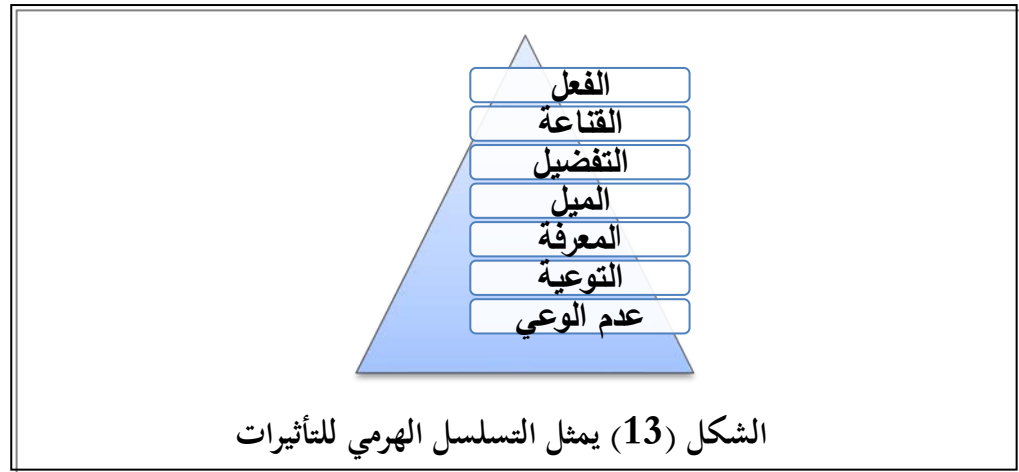 الفعل
القناعة
التفضيل
الميل
المعرفة
التوعية
عدم الوعي
الشكل (13) يمثل التسلسل الهرمي للتأثيرات